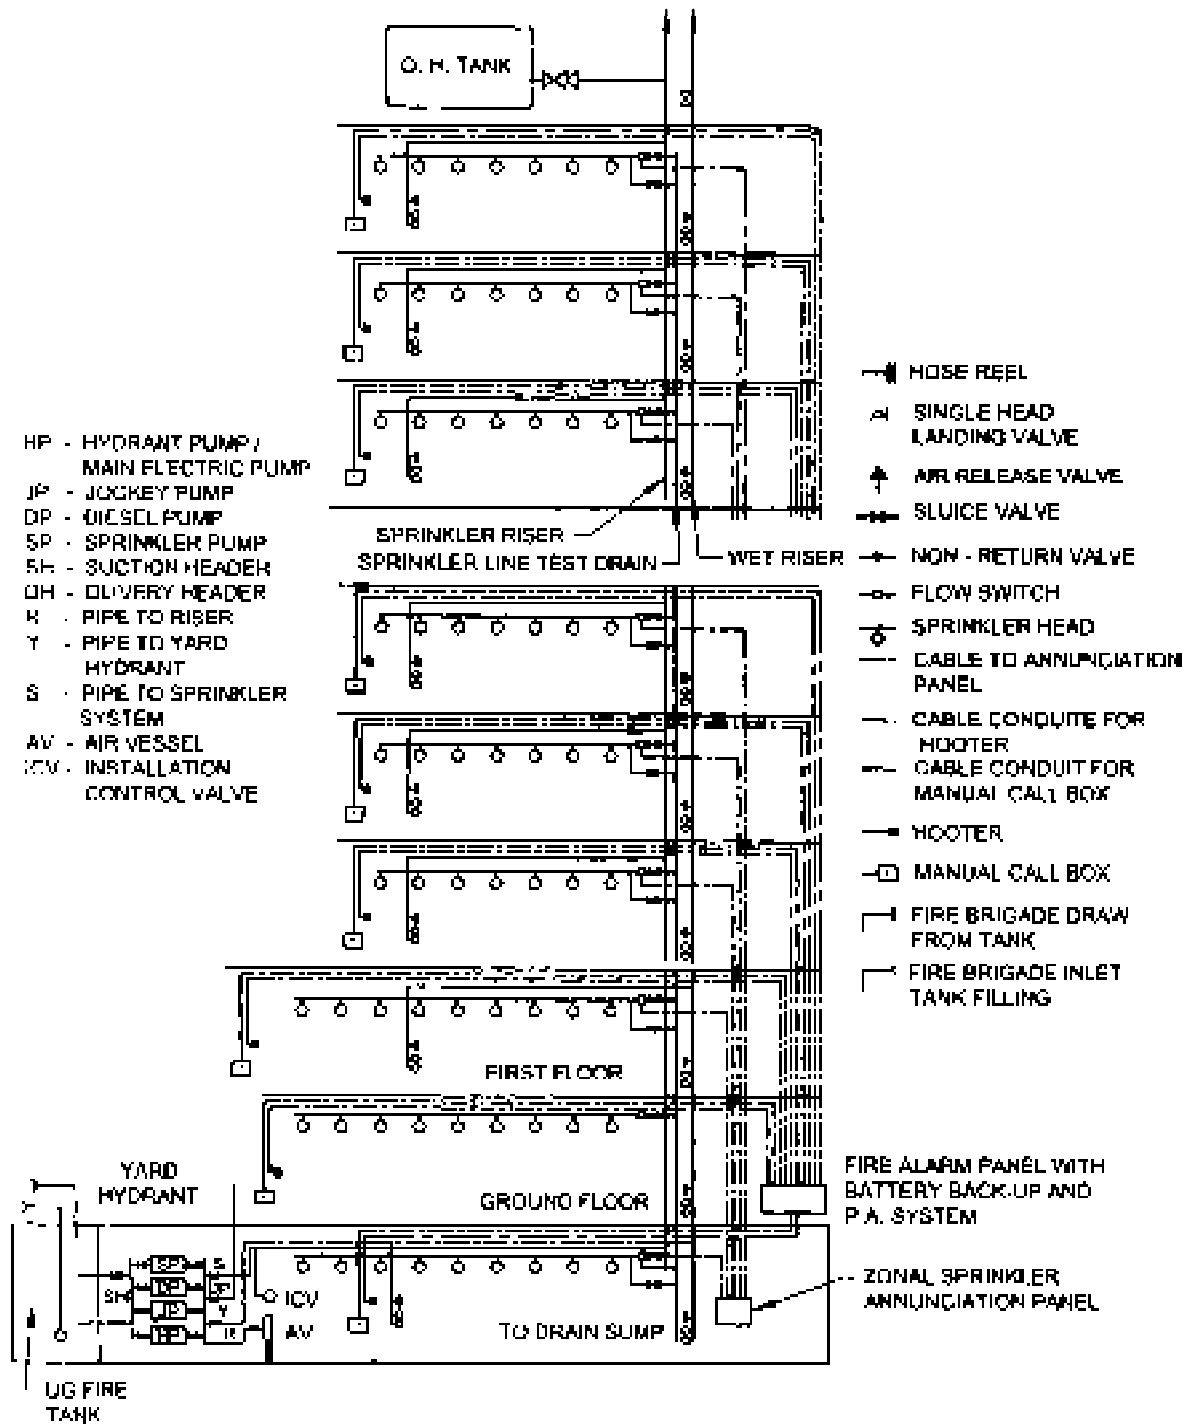 O. H. TANK
HOSE REEL
SINGLE HEAD
LANDING VALVE
AIR RELEASE VALVE
SLUICE VALVE
NON - RETURN VALVE
FLOW SWITCH
SPRINKLER HEAD
CABLE TO ANNUNCIATION
PANEL
CABLE CONDUITE FOR
HOOTER
CABLE CONDUIT FOR
MANUAL CALL BOX
HOOTER
MANUAL CALL BOX
FIRE BRIGADE DRAW
FROM TANK
FIRE BRIGADE INLET
TANK FILLING
HP - HYDRANT PUMP /
MAIN ELECTRIC PUMP
JP - JOCKEY PUMP
DP - DIESEL PUMP
SP - SPRINKLER PUMP
SH - SUCTION HEADER
DH - DLIVERY HEADER
R - PIPE TO RISER
Y - PIPE TO YARD
HYDRANT
S - PIPE TO SPRINKLER
SYSTEM
AV - AIR VESSEL
ICV - INSTALLATION
CONTROL VALVE
SPRINKLER RISER
SPRINKLER LINE TEST DRAIN
WET RISER
FIRST FLOOR
GROUND FLOOR
YARD
HYDRANT
FIRE ALARM PANEL WITH
BATTERY BACK-UP AND
P.A. SYSTEM
SP
S
SH
JP
Y
R
ICV
AV
TO DRAIN SUMP
ZONAL SPRINKLER
ANNUNCIATION PANEL
UG FIRE
TANK